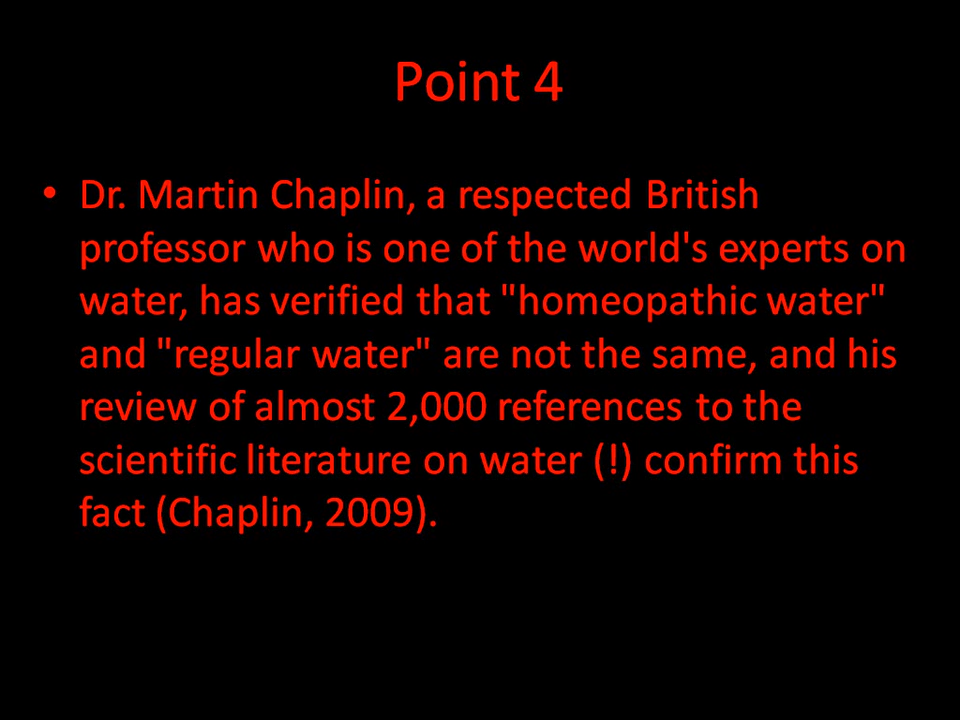 Point 4
• Dr. Martin Chaplin, a respected British
professor who is one of the world's experts on
water, has verified that "homeopathic water"
and "regular water" are not the same, and his
review of almost 2,000 references to the
scientific literature on water (!) confirm this
fact (Chaplin, 2009).